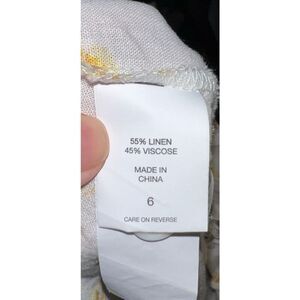 55% LINEN
45% VISCOSE
MADE IN
CHINA
6
CARE ON REVERSE